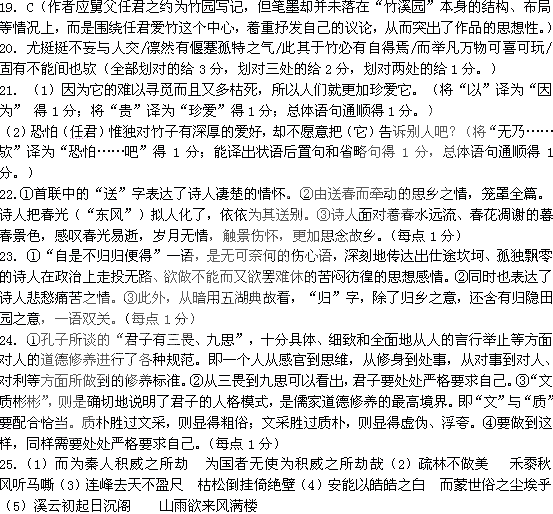 19. C（作者应舅父任君之约为竹园写记，但笔墨却并未落在“竹溪园”本身的结构、布局
等情况上，而是围绕任君爱竹这个中心，着重抒发自己的议论，从而突出了作品的思想性。）
20. 尤挺挺不妄与人交/凛然有偃蹇孤特之气/此其于竹必有自得焉/而举凡万物可喜可玩/
固有不能间也欤（全部划对的给 3 分，划对三处的给 2 分，划对两处的给 1 分。）
21. （1）因为它的难以寻觅而且又多枯死，所以人们就更加珍爱它。（将“以”译为“因
为” 得 1 分；将“贵”译为“珍爱”得 1 分；总体语句通顺得 1 分。）
（2）恐怕（任君）惟独对竹子有深厚的爱好，却不愿意把（它）告诉别人吧？（将“无乃……
欤”译为“恐怕……吧”得 1 分；能译出状语后置句和省略句得 1 分，总体语句通顺得 1
分。）
22.①首联中的“送”字表达了诗人凄楚的情怀。②由送春而牵动的思乡之情，笼罩全篇。
诗人把春光（“东风”）拟人化了，依依为其送别。③诗人面对着春水远流、春花凋谢的暮
春景色，感叹春光易逝，岁月无情，触景伤怀，更加思念故乡。（每点 1 分）
23. ①“自是不归归便得”一语，是无可奈何的伤心语，深刻地传达出仕途坎坷、孤独飘零
的诗人在政治上走投无路、欲做不能而又欲罢难休的苦闷彷徨的思想感情。②同时也表达了
诗人悲愁痛苦之情。③此外，从暗用五湖典故看，“归”字，除了归乡之意，还含有归隐田
园之意，一语双关。（每点 1 分）
24. ①孔子所谈的“君子有三畏、九思”，十分具体、细致和全面地从人的言行举止等方面
对人的道德修养进行了各种规范。即一个人从感官到思维，从修身到处事，从对事到对人、
对利等方面所做到的修养标准。②从三畏到九思可以看出，君子要处处严格要求自己。③“文
质彬彬”，则是确切地说明了君子的人格模式，是儒家道德修养的最高境界。即“文”与“质”
要配合恰当。质朴胜过文采，则显得粗俗；文采胜过质朴，则显得虚伪、浮夸。④要做到这
样，同样需要处处严格要求自己。（每点 1 分）
25. （1）而为秦人积威之所劫　为国者无使为积威之所劫哉（2）疏林不做美　禾黍秋
风听马嘶（3）连峰去天不盈尺　枯松倒挂倚绝壁（4）安能以皓皓之白　而蒙世俗之尘埃乎
（5）溪云初起日沉阁　　山雨欲来风满楼